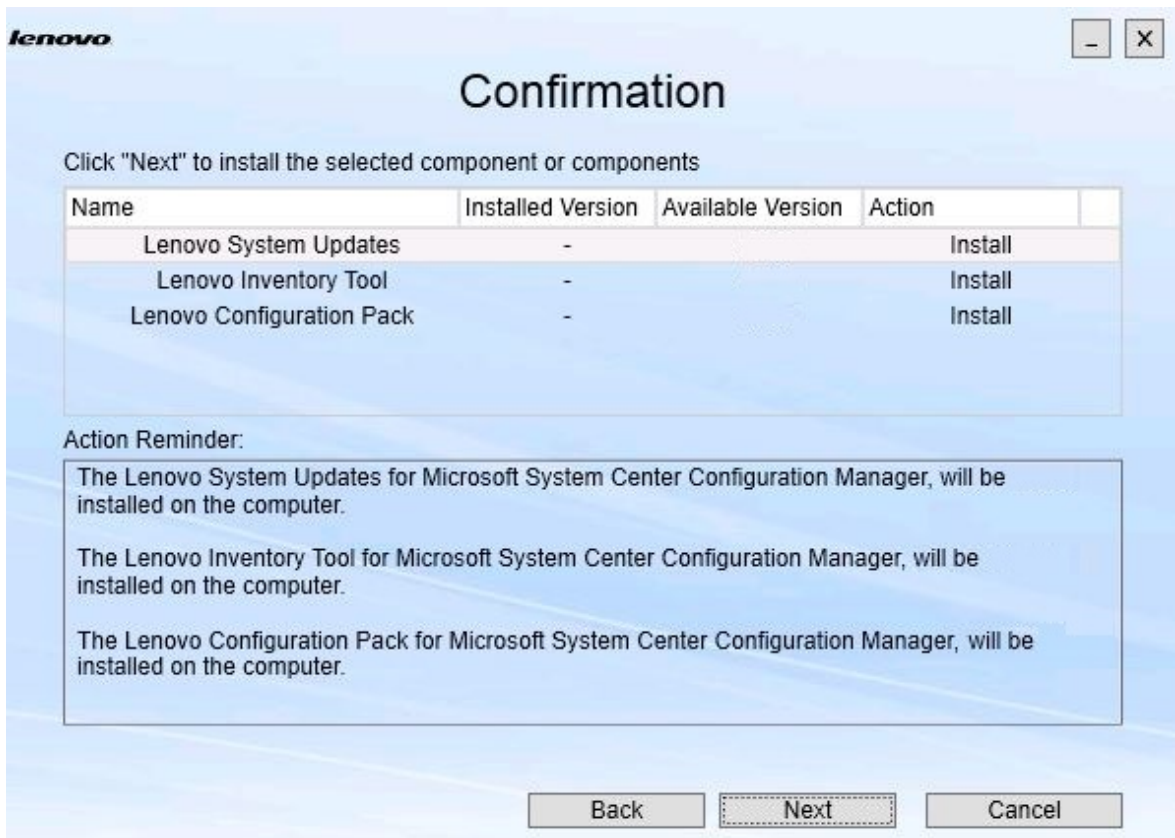 lenovo
Confirmation
Click "Next" to install the selected component or components
Name Installed Version Available Version Action
Lenovo System Updates - Install
Lenovo Inventory Tool - Install
Lenovo Configuration Pack - Install
Action Reminder:
The Lenovo System Updates for Microsoft System Center Configuration Manager, will be
installed on the computer.
The Lenovo Inventory Tool for Microsoft System Center Configuration Manager, will be
installed on the computer.
The Lenovo Configuration Pack for Microsoft System Center Configuration Manager, will be
installed on the computer.
Back Next Cancel